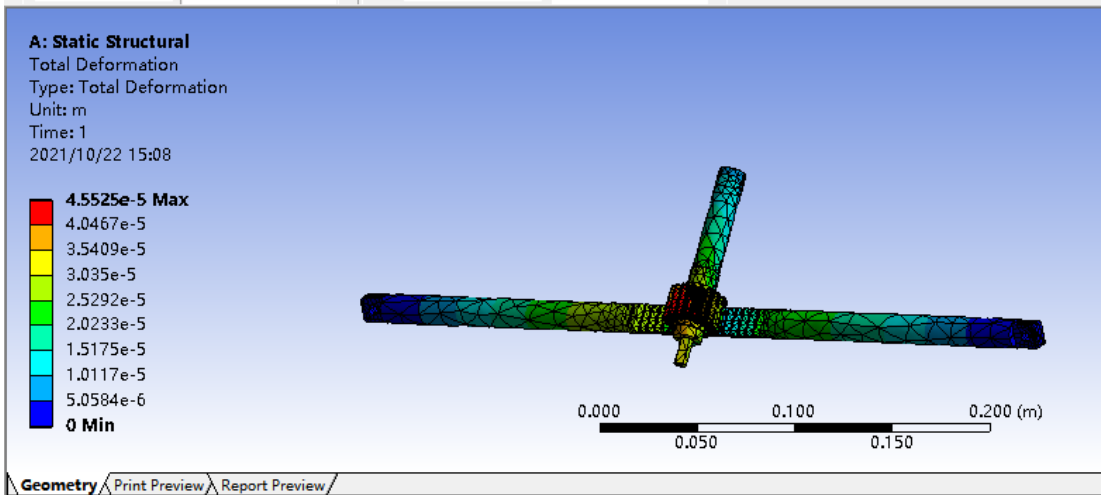 A: Static Structural
Total Deformation
Type: Total Deformation
Unit: m
Time: 1
2021/10/22 15:08
4.5525e-5 Max
4.0467e-5
3.5409e-5
3.035e-5
2.5292e-5
2.0233e-5
1.5175e-5
1.0117e-5
5.0584e-6
0 Min
0.000 0.100 0.200 (m)
0.050 0.150
Geometry Print Preview Report Preview